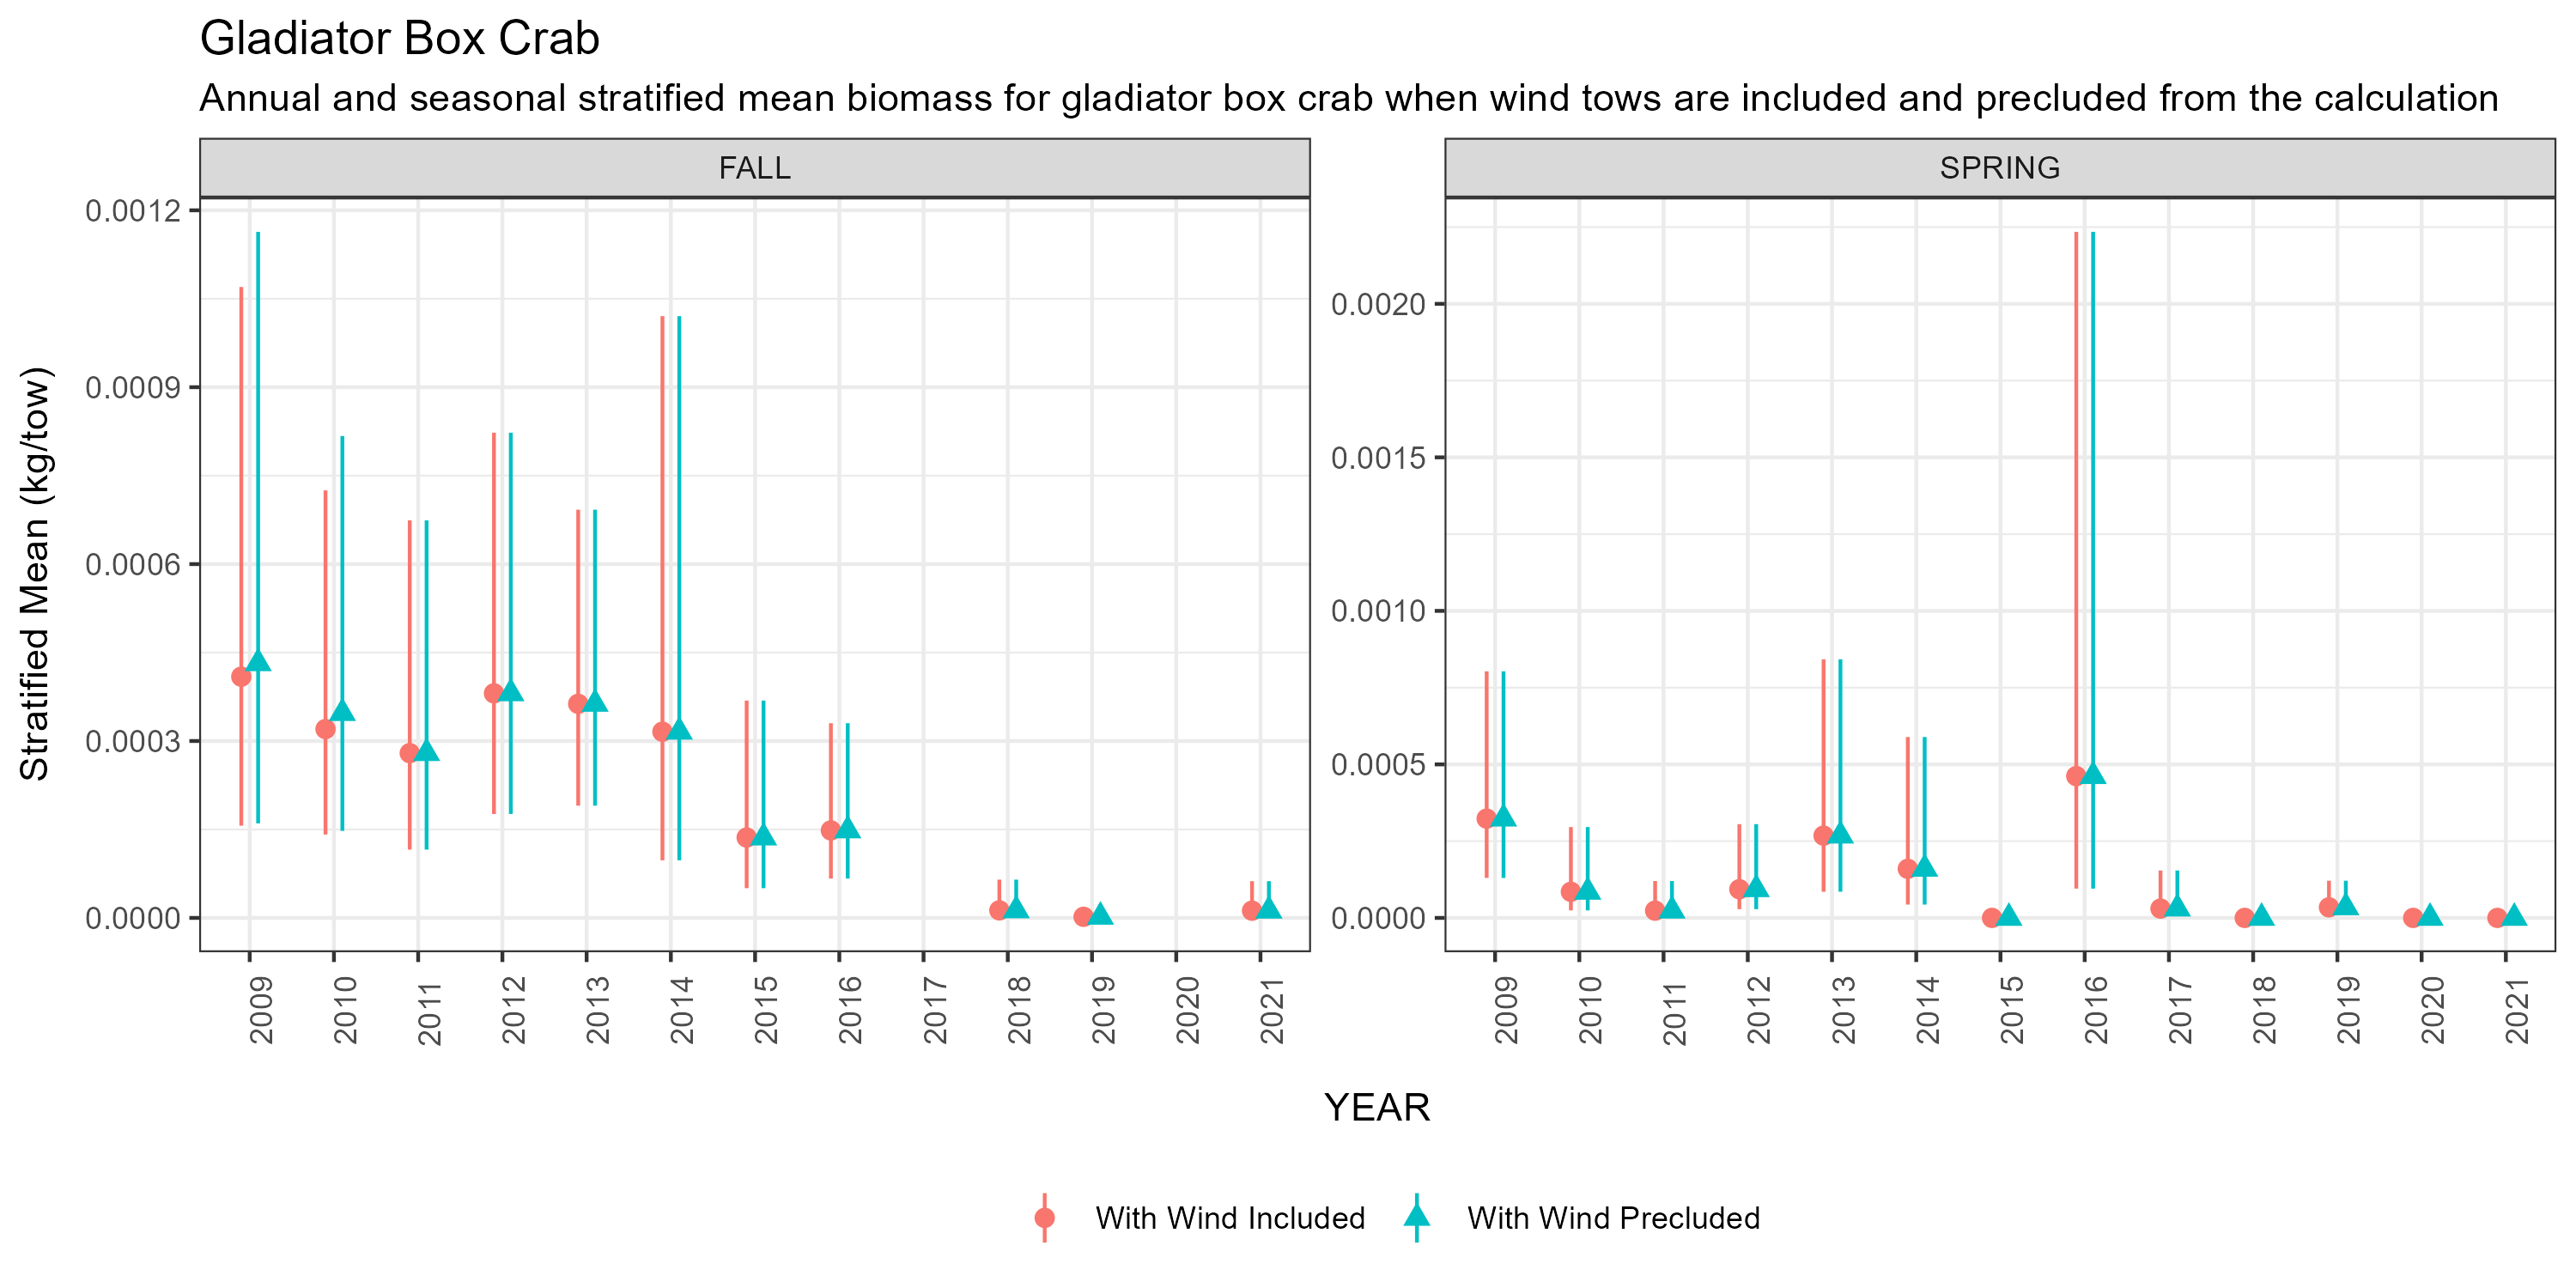 Gladiator Box Crab
Annual and seasonal stratified mean biomass for gladiator box crab when wind tows are included and precluded from the calculation
FALL
SPRING
Stratified Mean (kg/tow)
0.0012
0.0009
0.0006
0.0003
0.0000
0.0020
0.0015
0.0010
0.0005
0.0000
2009 2010 2011 2012 2013 2014 2015 2016 2017 2018 2019 2020 2021
2009 2010 2011 2012 2013 2014 2015 2016 2017 2018 2019 2020 2021
YEAR
With Wind Included
With Wind Precluded